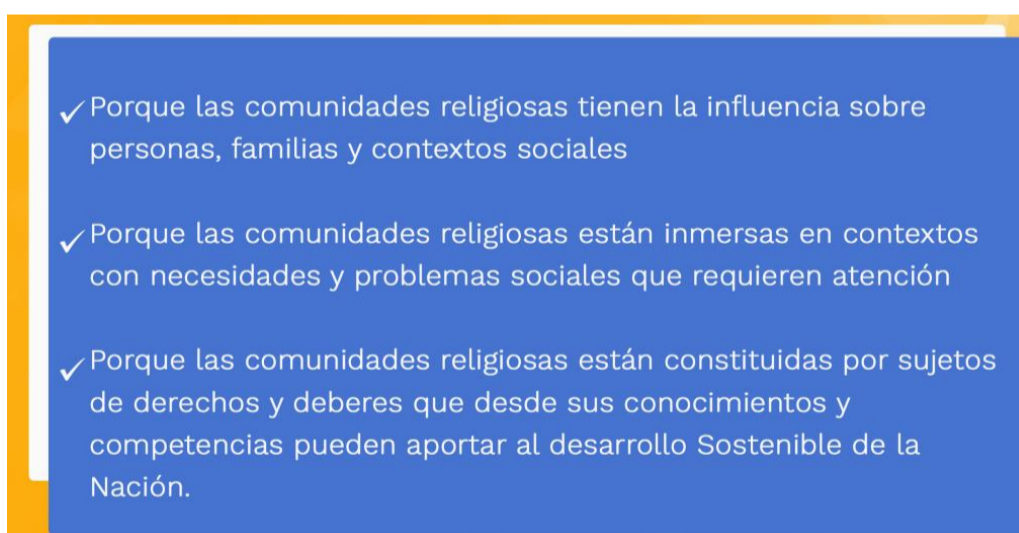 ✓ Porque las comunidades religiosas tienen la influencia sobre
personas, familias y contextos sociales
✓ Porque las comunidades religiosas están inmersas en contextos
con necesidades y problemas sociales que requieren atención
✓ Porque las comunidades religiosas están constituidas por sujetos
de derechos y deberes que desde sus conocimientos y
competencias pueden aportar al desarrollo Sostenible de la
Nación.